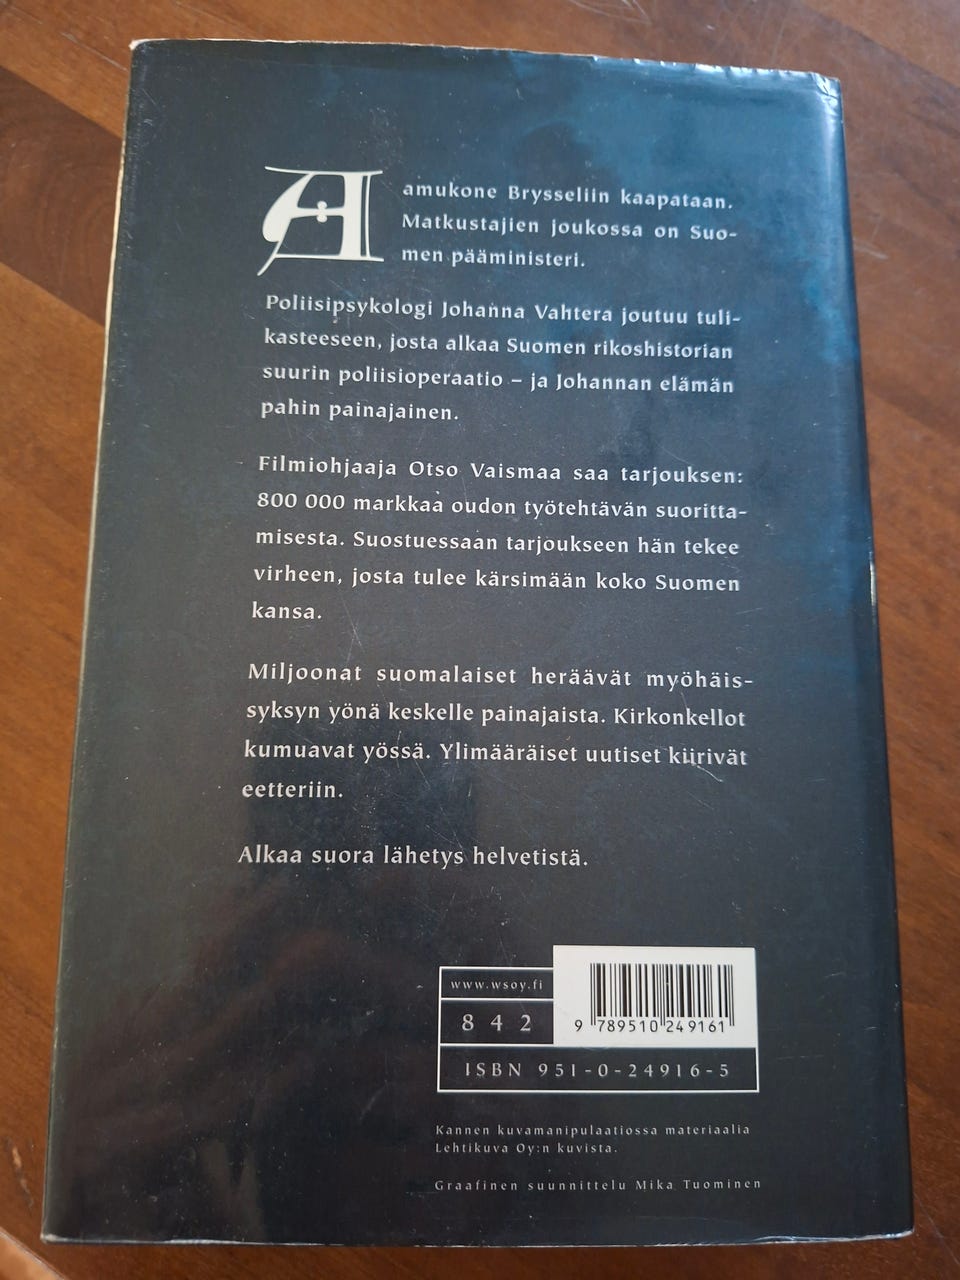 Aamukone Brysseliin kaapataan.
Matkustajien joukossa on Suo-
men pääministeri.
Poliisipsykologi Johanna Vahtera joutuu tuli-
kasteeseen, josta alkaa Suomen rikoshistorian
suurin poliisioperaatio – ja Johannan elämän
pahin painajainen.
Filmiohjaaja Otso Vaismaa saa tarjouksen:
800 000 markkaa oudon työtehtävän suoritta-
misesta. Suostuessaan tarjoukseen hän tekee
virheen, josta tulee kärsimään koko Suomen
kansa.
Miljoonat suomalaiset heräävät myöhäis-
syksyn yönä keskelle painajaista. Kirkonkellot
kumuavat yössä. Ylimääräiset uutiset kiirivät
eetteriin.
Alkaa suora lähetys helvetistä.
www.wsoy.fi
842
9 789510 249161
ISBN 951-0-24916-5
Kannen kuvamanipulaatiossa materiaalia
Lehtikuva Oy:n kuvista.
Graafinen suunnittelu Mika Tuominen